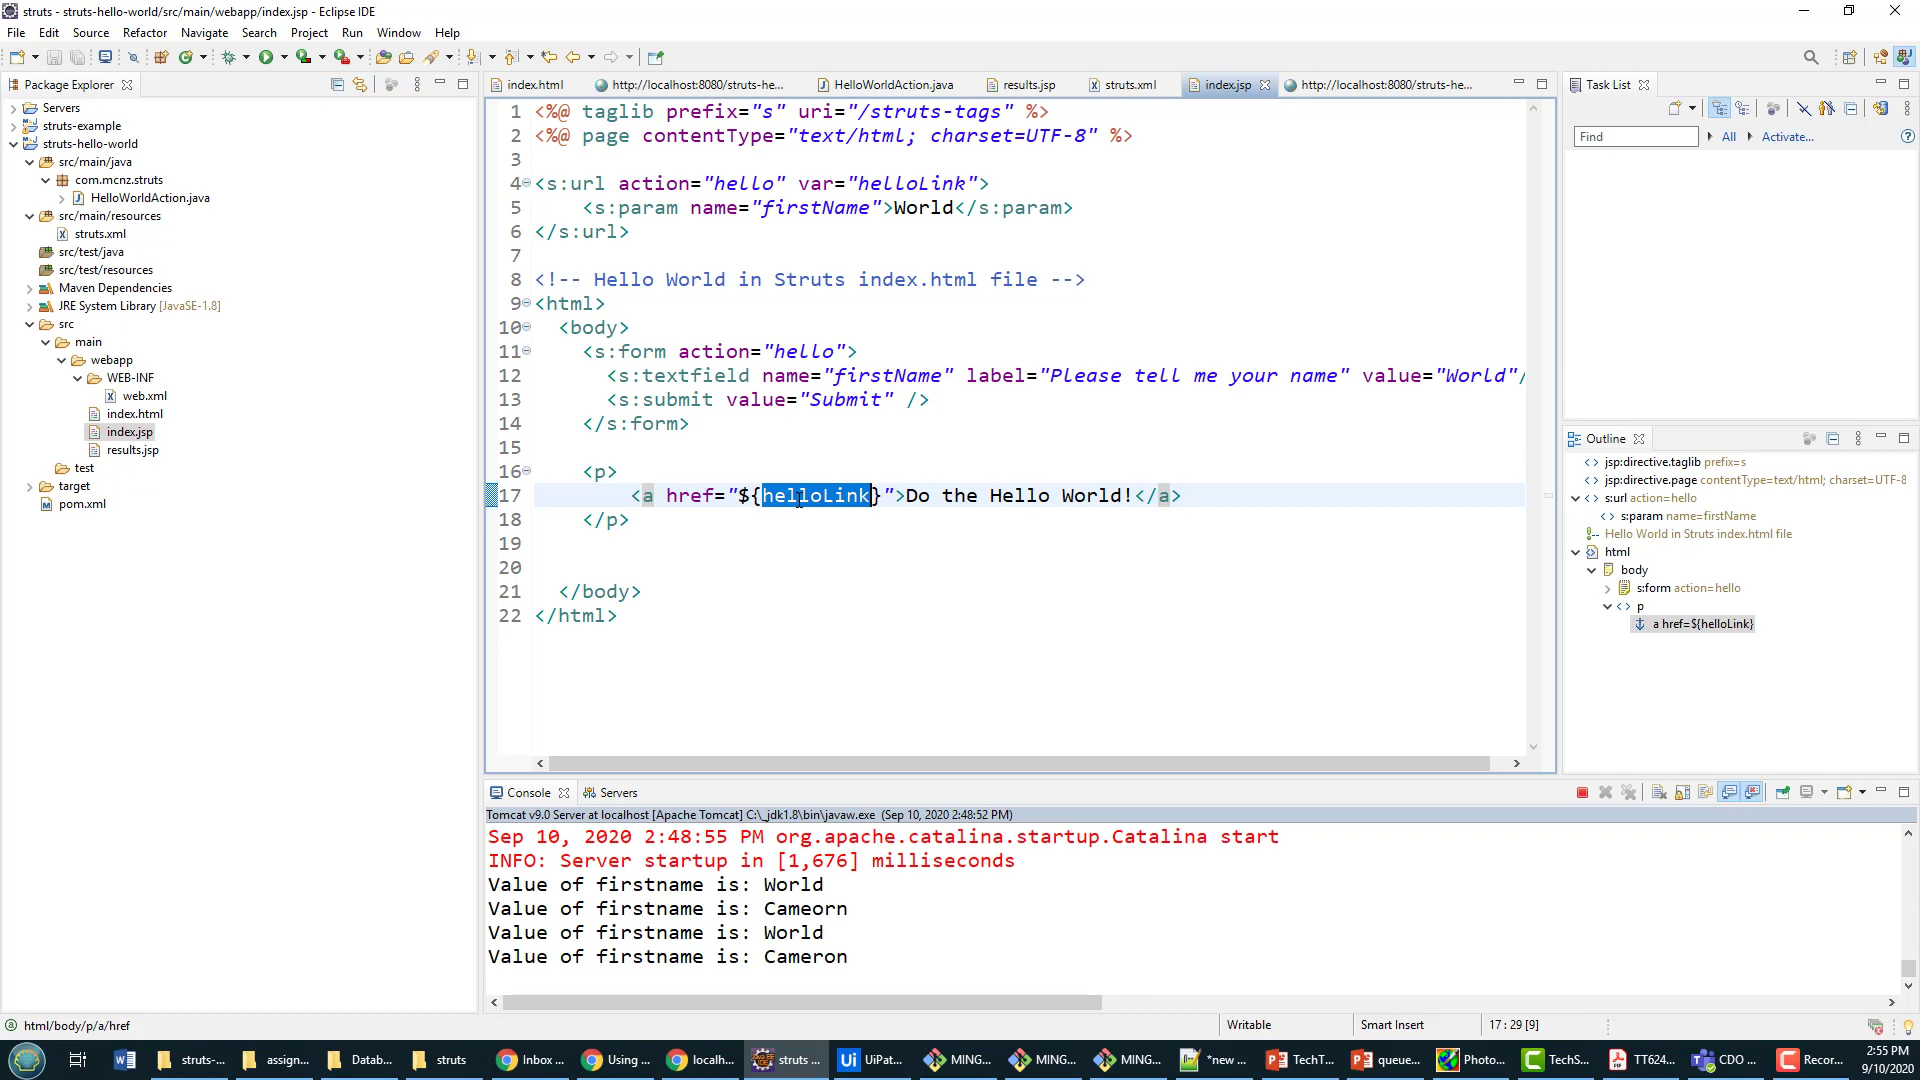 struts - struts-hello-world/src/main/webapp/index.jsp - Eclipse IDE
File Edit Source Refactor Navigate Search Project Run Window Help
Package Explorer
Servers
struts-example
struts-hello-world
src/main/java
com.mcnz.struts
HelloWorldAction.java
src/main/resources
struts.xml
src/test/java
src/test/resources
Maven Dependencies
JRE System Library [JavaSE-1.8]
src
main
webapp
WEB-INF
web.xml
index.html
index.jsp
results.jsp
test
target
pom.xml
index.html http://localhost:8080/struts-he... HelloWorldAction.java results.jsp struts.xml index.jsp http://localhost:8080/struts-he...
1 <%@ taglib prefix="s" uri="/struts-tags" %>
2 <%@ page contentType="text/html; charset=UTF-8" %>
3
4 <s:url action="hello" var="helloLink">
5 <s:param name="firstName">World</s:param>
6 </s:url>
7
8 <!-- Hello World in Struts index.html file -->
9 <html>
10 <body>
11 <s:form action="hello">
12 <s:textfield name="firstName" label="Please tell me your name" value="World"/
13 <s:submit value="Submit" />
14 </s:form>
15
16 <p>
17 <a href="${helloLink}">Do the Hello World!</a>
18 </p>
19
20
21 </body>
22 </html>
Task List
Find All Activate...
Outline
jsp:directive.taglib prefix=s
jsp:directive.page contentType=text/html; charset=UTF-8
s:url action=hello
s:param name=firstName
Hello World in Struts index.html file
html
body
s:form action=hello
p
a href=${helloLink}
Console Servers
Tomcat v9.0 Server at localhost [Apache Tomcat] C:\_jdk1.8\bin\javaw.exe (Sep 10, 2020 2:48:52 PM)
Sep 10, 2020 2:48:55 PM org.apache.catalina.startup.Catalina start
INFO: Server startup in [1,676] milliseconds
Value of firstname is: World
Value of firstname is: Cameorn
Value of firstname is: World
Value of firstname is: Cameron
html/body/p/a/href Writable Smart Insert 17 : 29 [9]
struts-... assign... Datab... struts Inbox ... Using ... localh... struts ... UiPat... MING... MING... MING... *new ... TechT... queue... Photo... TechS... TT624... CDO ... Recor...
2:55 PM
9/10/2020